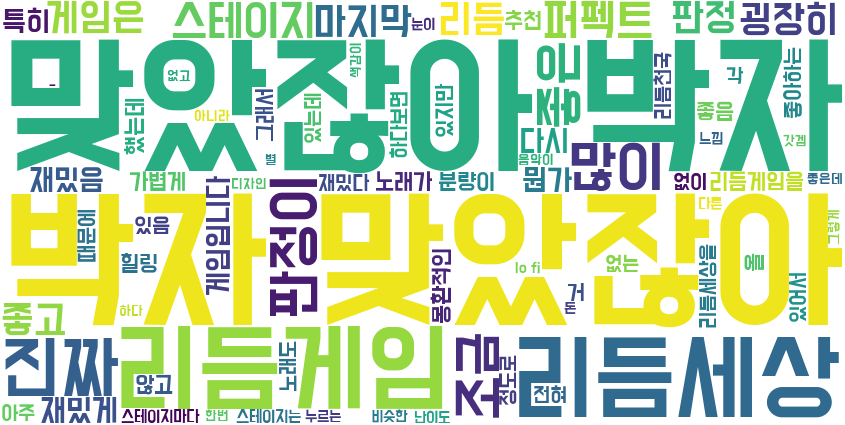 특히 게임은 스테이지 마지막 눈이 리듬 추천 퍼펙트 판정 굉장히
맞았잖아 박자
없고 색감이 있지만 좋은 리듬천국 각 좋아하는
했는데 아니라 그래서 있는데 하다보면 다시 좋음 느낌 갓겜
별 음악이
재밌음 가볍게 디자인 재밌다 노래가 분량이 뭔가 많이 없이 리듬게임을 좋은데
박자 맞았잖아
때문에 있음 게임입니다 판정이 다른 그렇게
힐링 몽환적인 lo fi 없는 리듬세상을 을 있어서
거
돈
좋고 하다
진짜 리듬게임 노래도 조금 정도로 리듬세상
않고 전혀
아주 재밌게 스테이지마다 한번 스테이지는 누르는 비슷한 난이도